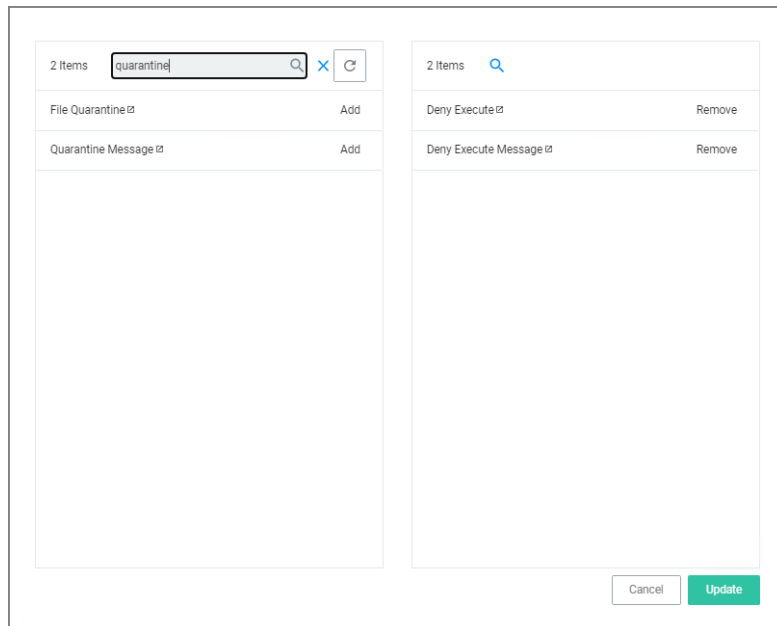 2 Items quarantine
File Quarantine Add
Quarantine Message Add
2 Items
Deny Execute Remove
Deny Execute Message Remove
Cancel Update